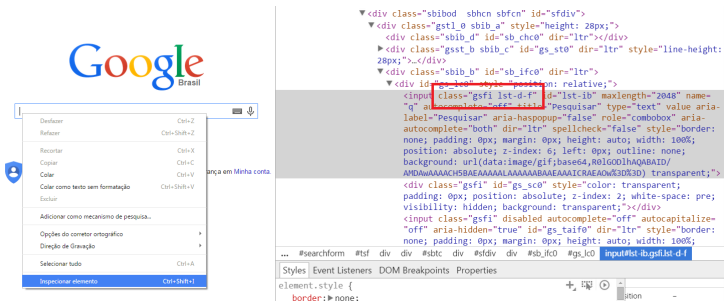 Google
Brasil
Desfazer Ctrl+Z
Refazer Ctrl+Shift+Z
Recortar Ctrl+X
Copiar Ctrl+C
Colar Ctrl+V
Colar como texto sem formatação Ctrl+Shift+V
Excluir
Adicionar como mecanismo de pesquisa...
Opções do corretor ortográfico
Direção de Gravação
Selecionar tudo Ctrl+A
Inspecionar elemento Ctrl+Shift+I
rança em Minha conta.
▼<div class="sbibod  sbhcn sbfcn" id="sfdiv">
▼<div class="gstl_0 sbib_a" style="height: 28px;">
<div class="sbib_d" id="sb_chc0" dir="ltr"></div>
▶<div class="gsst_b sbib_c" id="gs_st0" dir="ltr" style="line-height:
28px;">…</div>
▼<div class="sbib_b" id="sb_ifc0" dir="ltr">
▼<div id="gs_lc0" style="position: relative;">
<input class="gsfi lst-d-f" id="lst-ib" maxlength="2048" name=
"q" autocomplete="off" title="Pesquisar" type="text" value aria-
label="Pesquisar" aria-haspopup="false" role="combobox" aria-
autocomplete="both" dir="ltr" spellcheck="false" style="border:
none; padding: 0px; margin: 0px; height: auto; width: 100%;
position: absolute; z-index: 6; left: 0px; outline: none;
background: url(data:image/gif;base64,R0lGODlhAQABAID/
AMDAwAAAACH5BAEAAAAALAAAAAABAAEAAAICRAEAOw%3D%3D) transparent;">
<div class="gsfi" id="gs_sc0" style="color: transparent;
padding: 0px; position: absolute; z-index: 2; white-space: pre;
visibility: hidden; background: transparent;"></div>
<input class="gsfi" disabled autocomplete="off" autocapitalize=
"off" aria-hidden="true" id="gs_taif0" dir="ltr" style="border:
none; padding: 0px; margin: 0px; height: auto; width: 100%;
... #searchform #tsf div div #sbtc div #sfdiv div #sb_ifc0 #gs_lc0 input#lst-ib.gsfi.lst-d-f
Styles Event Listeners DOM Breakpoints Properties
element.style {
border:▶none;
sition –